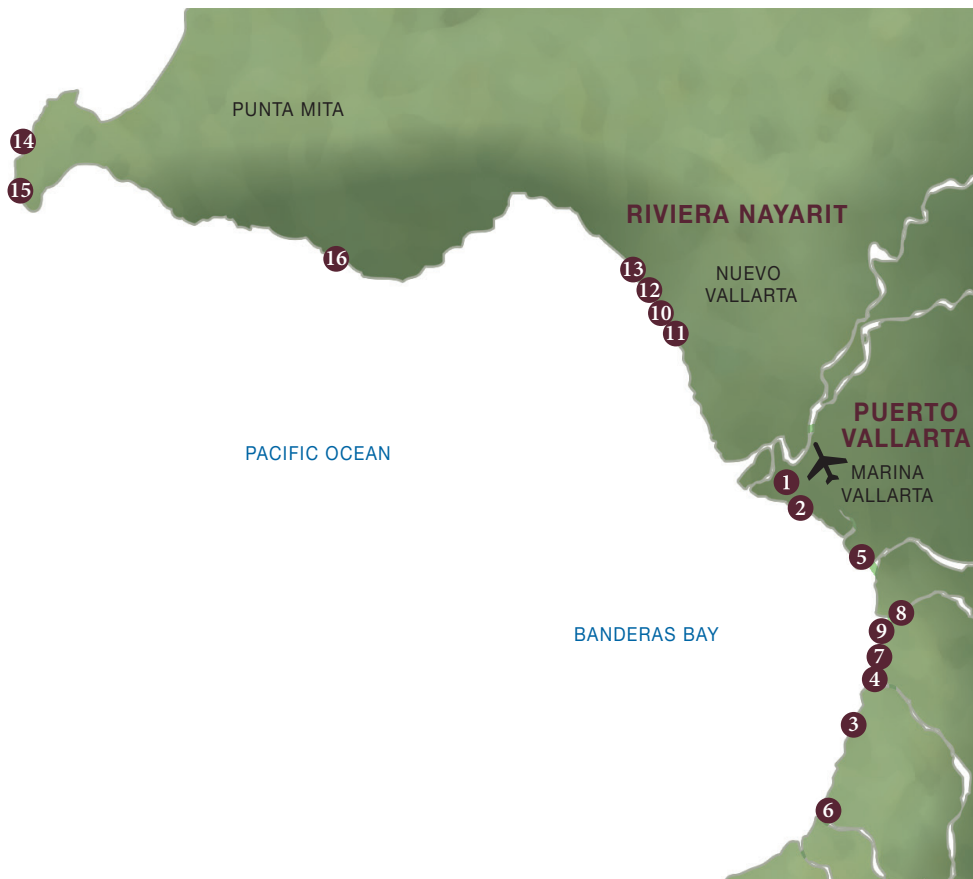 PUNTA MITA
14
15
RIVIERA NAYARIT
16
13
NUEVO
VALLARTA
12
10
11
PUERTO
VALLARTA
PACIFIC OCEAN
MARINA
VALLARTA
1
2
5
8
BANDERAS BAY
9
7
4
3
6